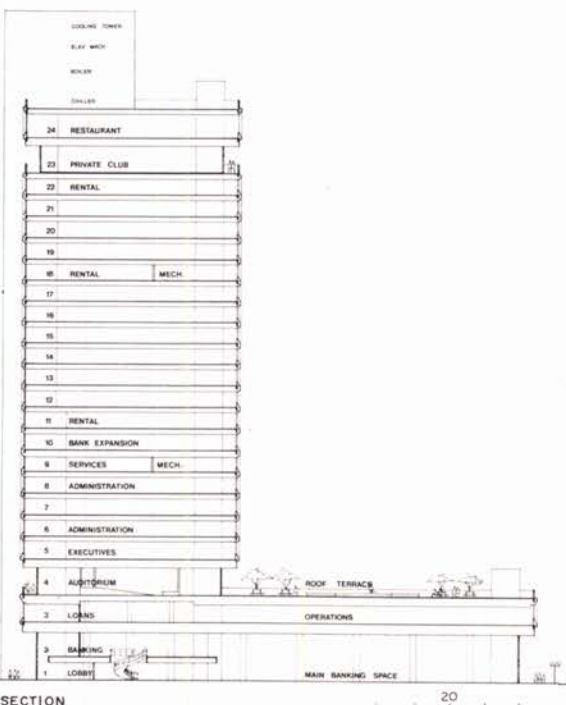 COOLING TOWER
ELEV MACH
BOILER
CHILLER
24 RESTAURANT
23 PRIVATE CLUB
22 RENTAL
21
20
19
18 RENTAL MECH.
17
16
15
14
13
12
11 RENTAL
10 BANK EXPANSION
9 SERVICES MECH.
8 ADMINISTRATION
7
6 ADMINISTRATION
5 EXECUTIVES
4 AUDITORIUM ROOF TERRACE
3 LOANS OPERATIONS
2 BANKING
1 LOBBY MAIN BANKING SPACE
SECTION 20